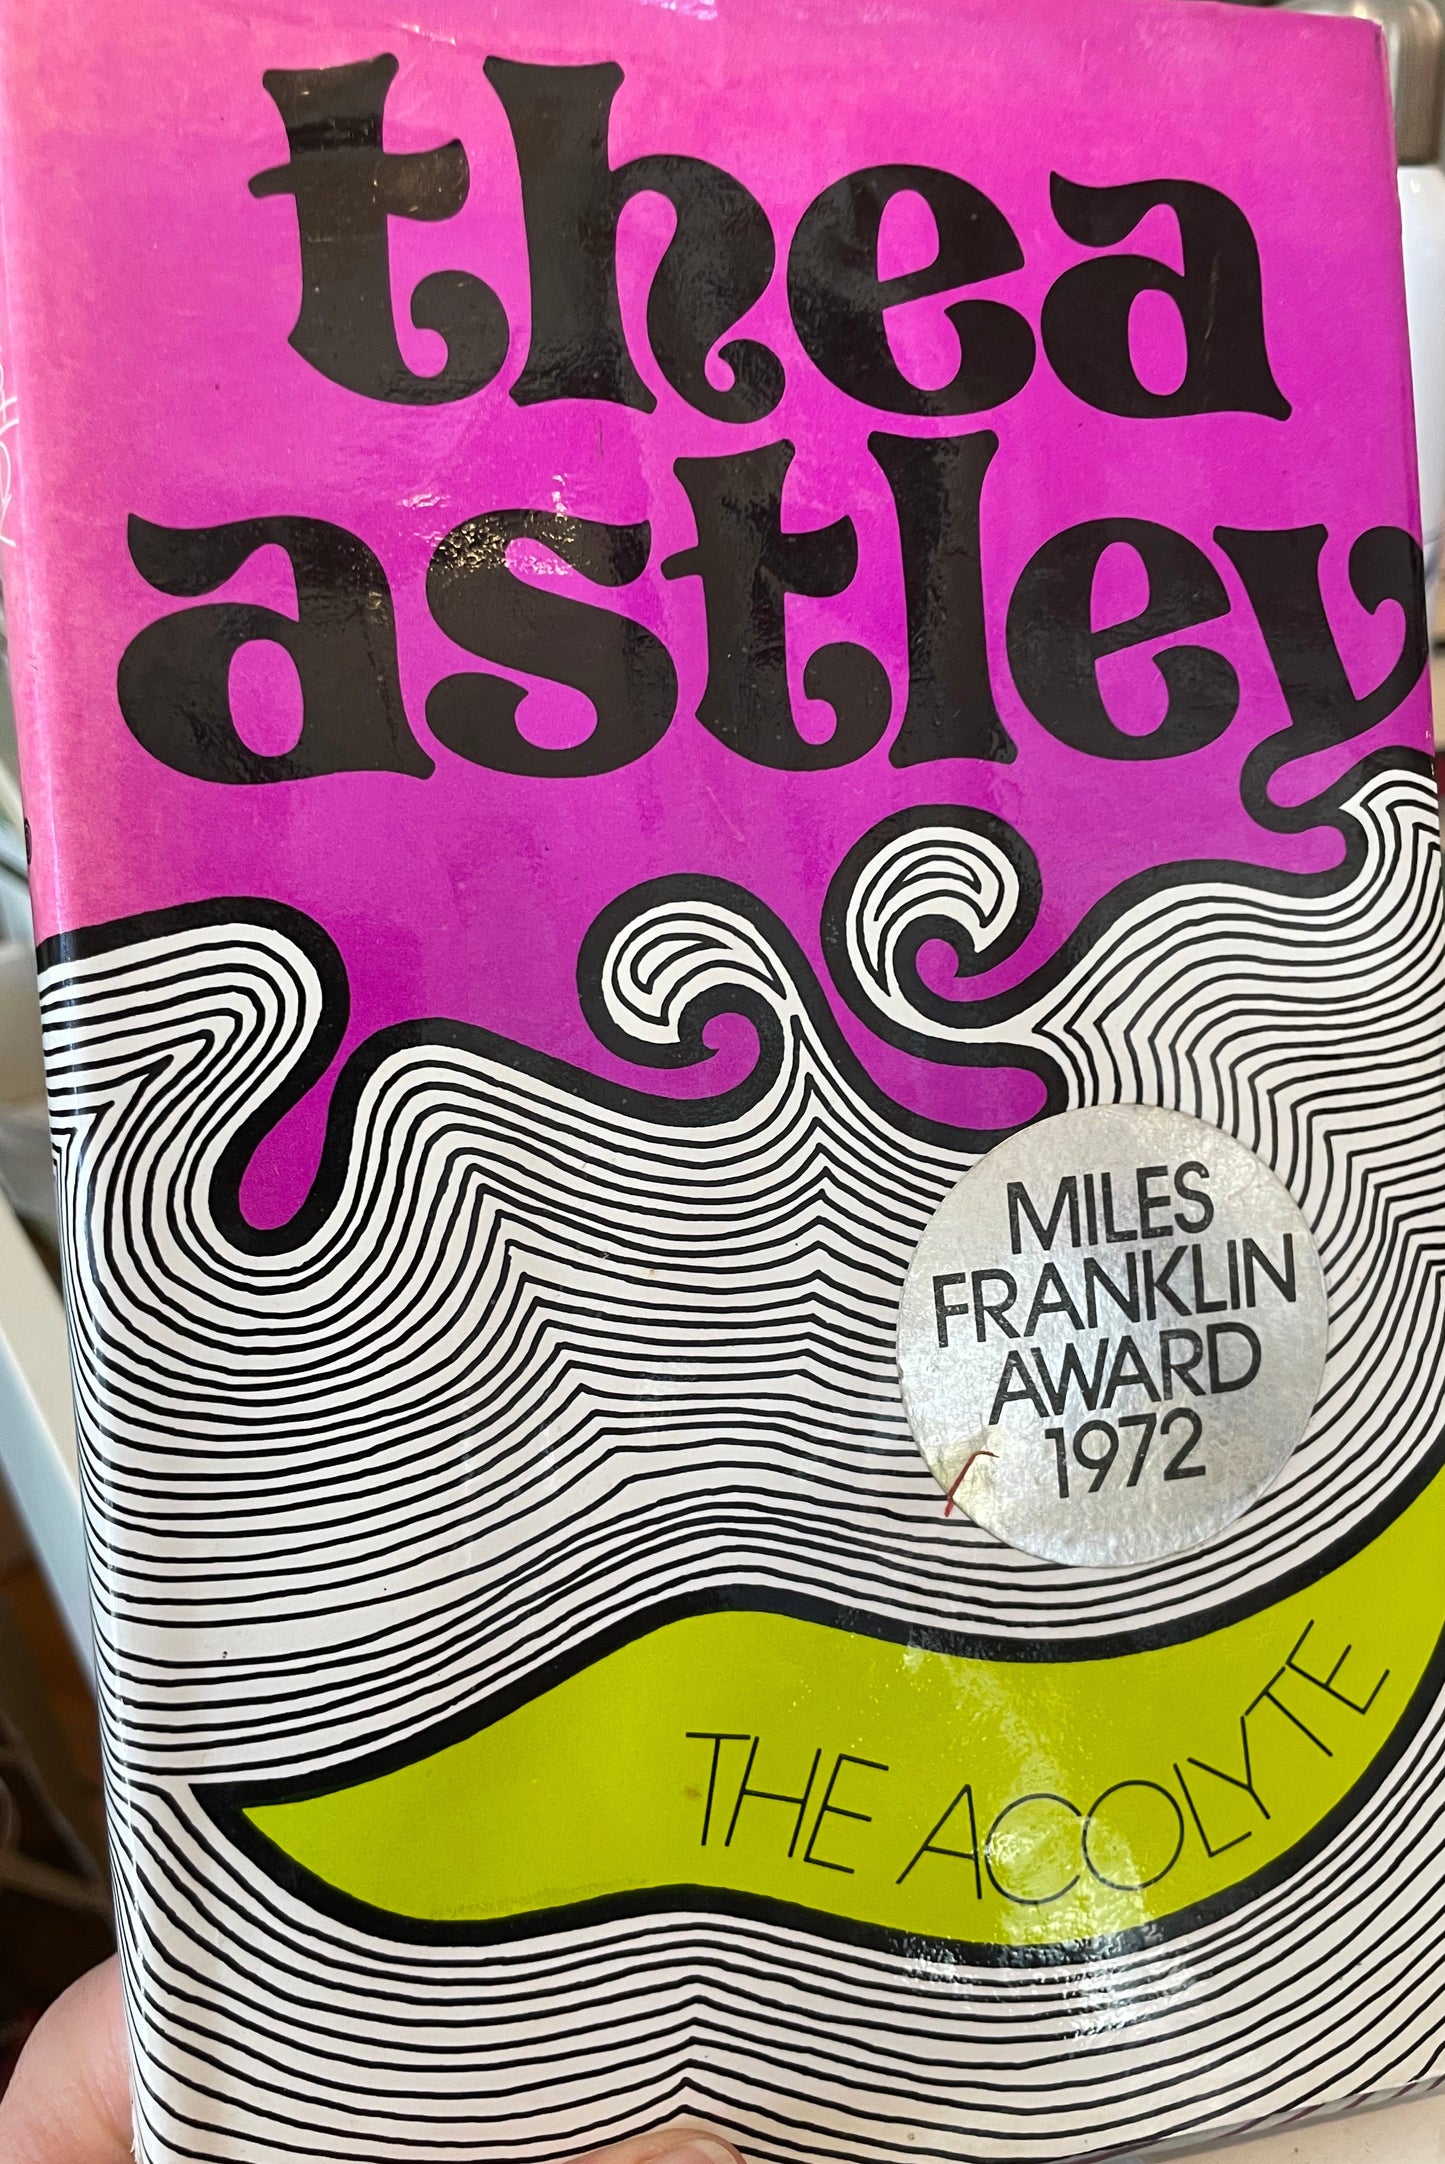 thea
astley
MILES
FRANKLIN
AWARD
1972
THE ACOLYTE